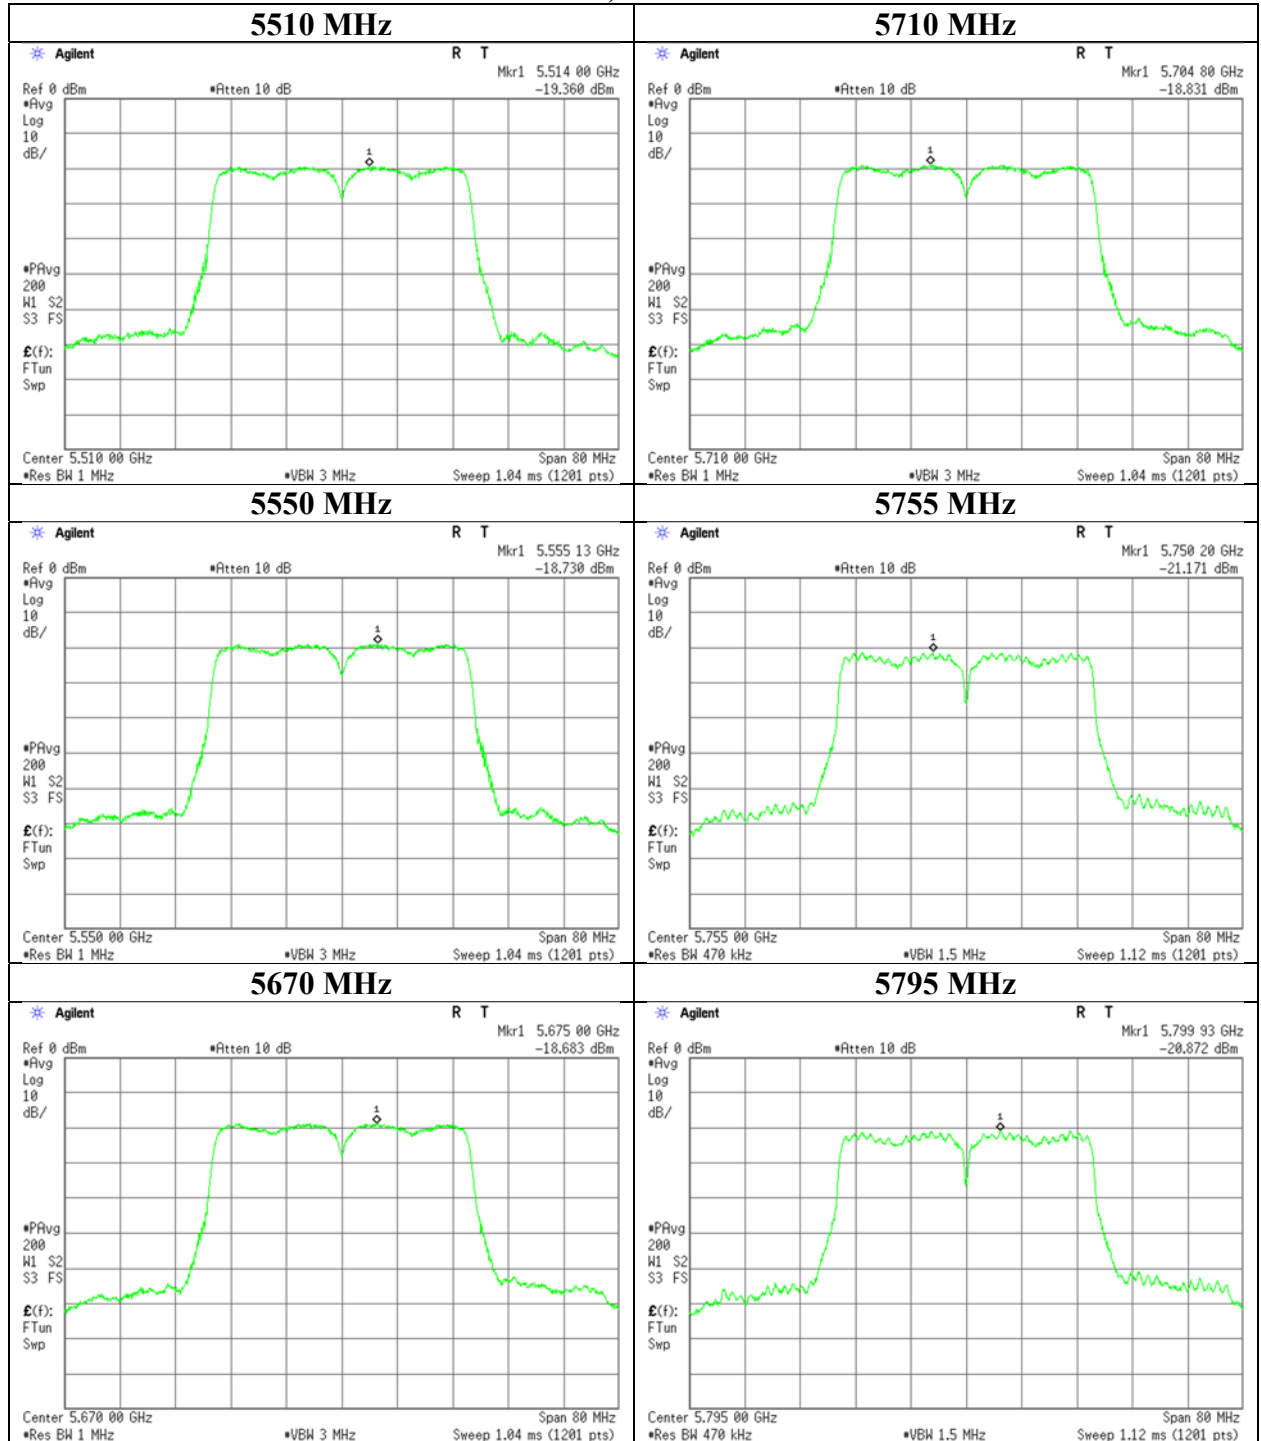 5510 MHz
Agilent R T
Mkr1 5.514 00 GHz
Ref 0 dBm #Atten 10 dB -19.360 dBm
#Avg
Log
10
dB/
1
#PAvg
200
W1 S2
S3 FS
£(f):
FTun
Swp
Center 5.510 00 GHz Span 80 MHz
#Res BW 1 MHz #VBW 3 MHz Sweep 1.04 ms (1201 pts)
5710 MHz
Agilent R T
Mkr1 5.704 80 GHz
Ref 0 dBm #Atten 10 dB -18.831 dBm
#Avg
Log
10
dB/
1
#PAvg
200
W1 S2
S3 FS
£(f):
FTun
Swp
Center 5.710 00 GHz Span 80 MHz
#Res BW 1 MHz #VBW 3 MHz Sweep 1.04 ms (1201 pts)
5550 MHz
Agilent R T
Mkr1 5.555 13 GHz
Ref 0 dBm #Atten 10 dB -18.730 dBm
#Avg
Log
10
dB/
1
#PAvg
200
W1 S2
S3 FS
£(f):
FTun
Swp
Center 5.550 00 GHz Span 80 MHz
#Res BW 1 MHz #VBW 3 MHz Sweep 1.04 ms (1201 pts)
5755 MHz
Agilent R T
Mkr1 5.750 20 GHz
Ref 0 dBm #Atten 10 dB -21.171 dBm
#Avg
Log
10
dB/
1
#PAvg
200
W1 S2
S3 FS
£(f):
FTun
Swp
Center 5.755 00 GHz Span 80 MHz
#Res BW 470 kHz #VBW 1.5 MHz Sweep 1.12 ms (1201 pts)
5670 MHz
Agilent R T
Mkr1 5.675 00 GHz
Ref 0 dBm #Atten 10 dB -18.683 dBm
#Avg
Log
10
dB/
1
#PAvg
200
W1 S2
S3 FS
£(f):
FTun
Swp
Center 5.670 00 GHz Span 80 MHz
#Res BW 1 MHz #VBW 3 MHz Sweep 1.04 ms (1201 pts)
5795 MHz
Agilent R T
Mkr1 5.799 93 GHz
Ref 0 dBm #Atten 10 dB -20.872 dBm
#Avg
Log
10
dB/
1
#PAvg
200
W1 S2
S3 FS
£(f):
FTun
Swp
Center 5.795 00 GHz Span 80 MHz
#Res BW 470 kHz #VBW 1.5 MHz Sweep 1.12 ms (1201 pts)